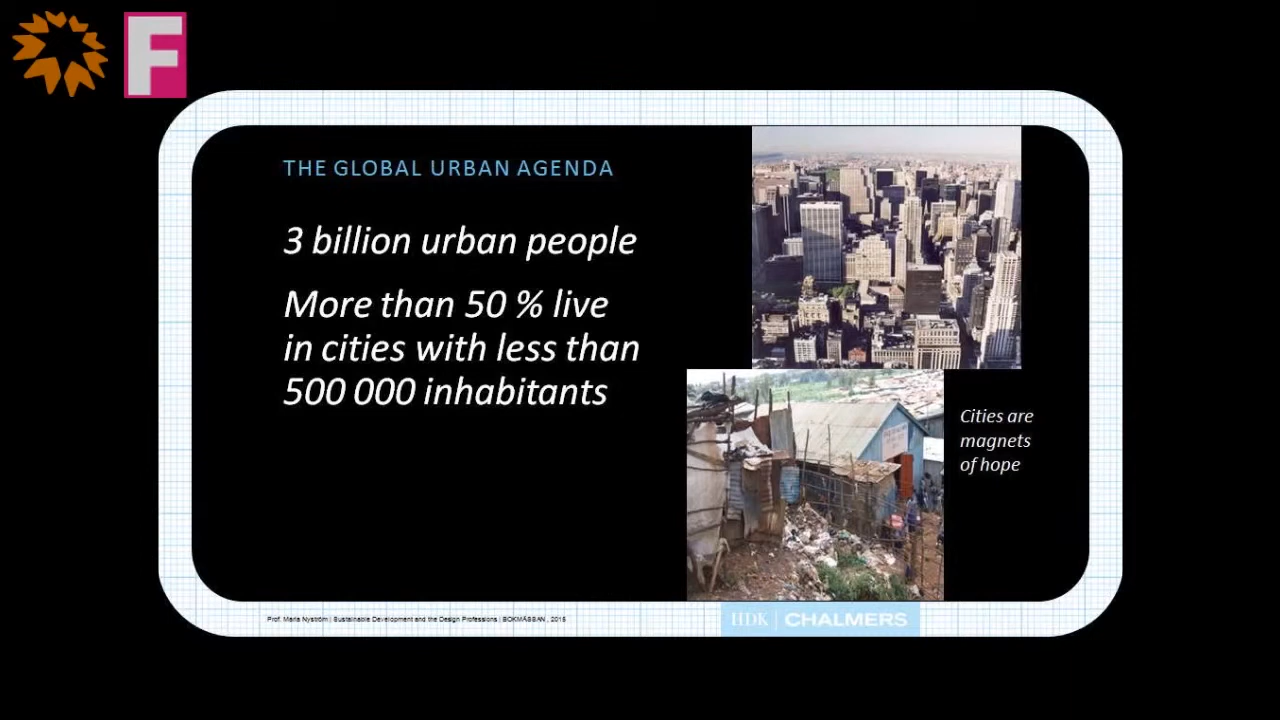 F
THE GLOBAL URBAN AGENDA
3 billion urban people
More than 50 % live
in cities with less than
500 000 inhabitants
Cities are
magnets
of hope
Prof. Maria Nyström | Sustainable Development and the Design Professions | BOKMÄSSAN , 2015
HDK | CHALMERS